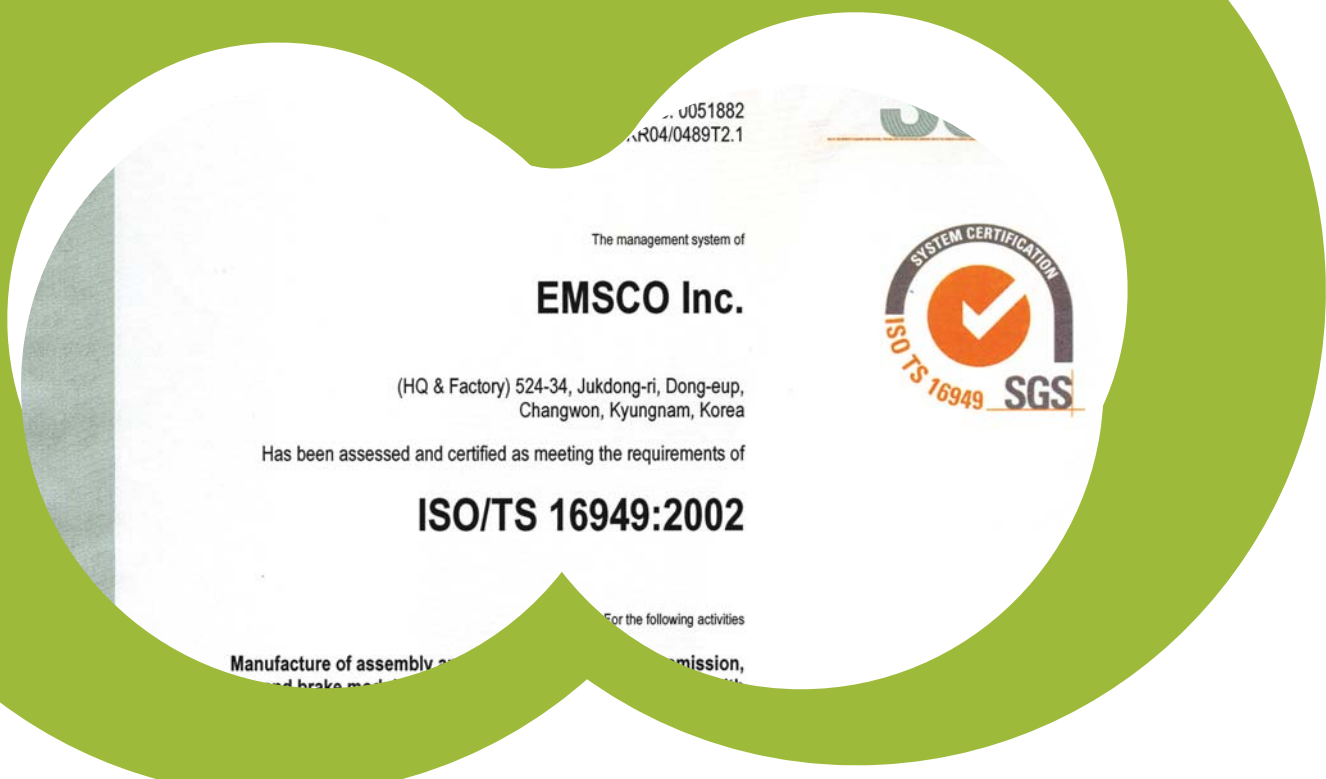 0051882
KR04/0489T2.1
The management system of
EMSCO Inc.
SYSTEM CERTIFICATION
ISO TS 16949
SGS
(HQ & Factory) 524-34, Jukdong-ri, Dong-eup,
Changwon, Kyungnam, Korea
Has been assessed and certified as meeting the requirements of
ISO/TS 16949:2002
For the following activities
Manufacture of assembly
and brake